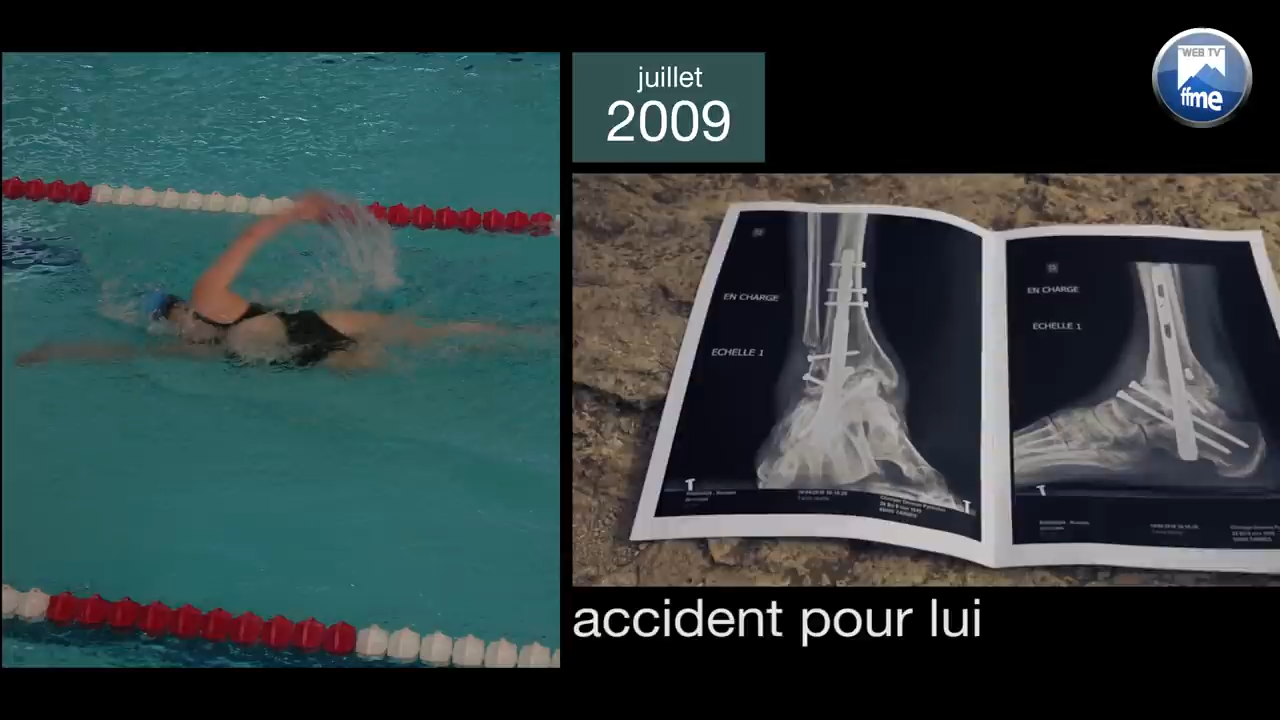 juillet
2009
WEB TV
ffme
EN CHARGE
ECHELLE 1
EN CHARGE
ECHELLE 1
accident pour lui